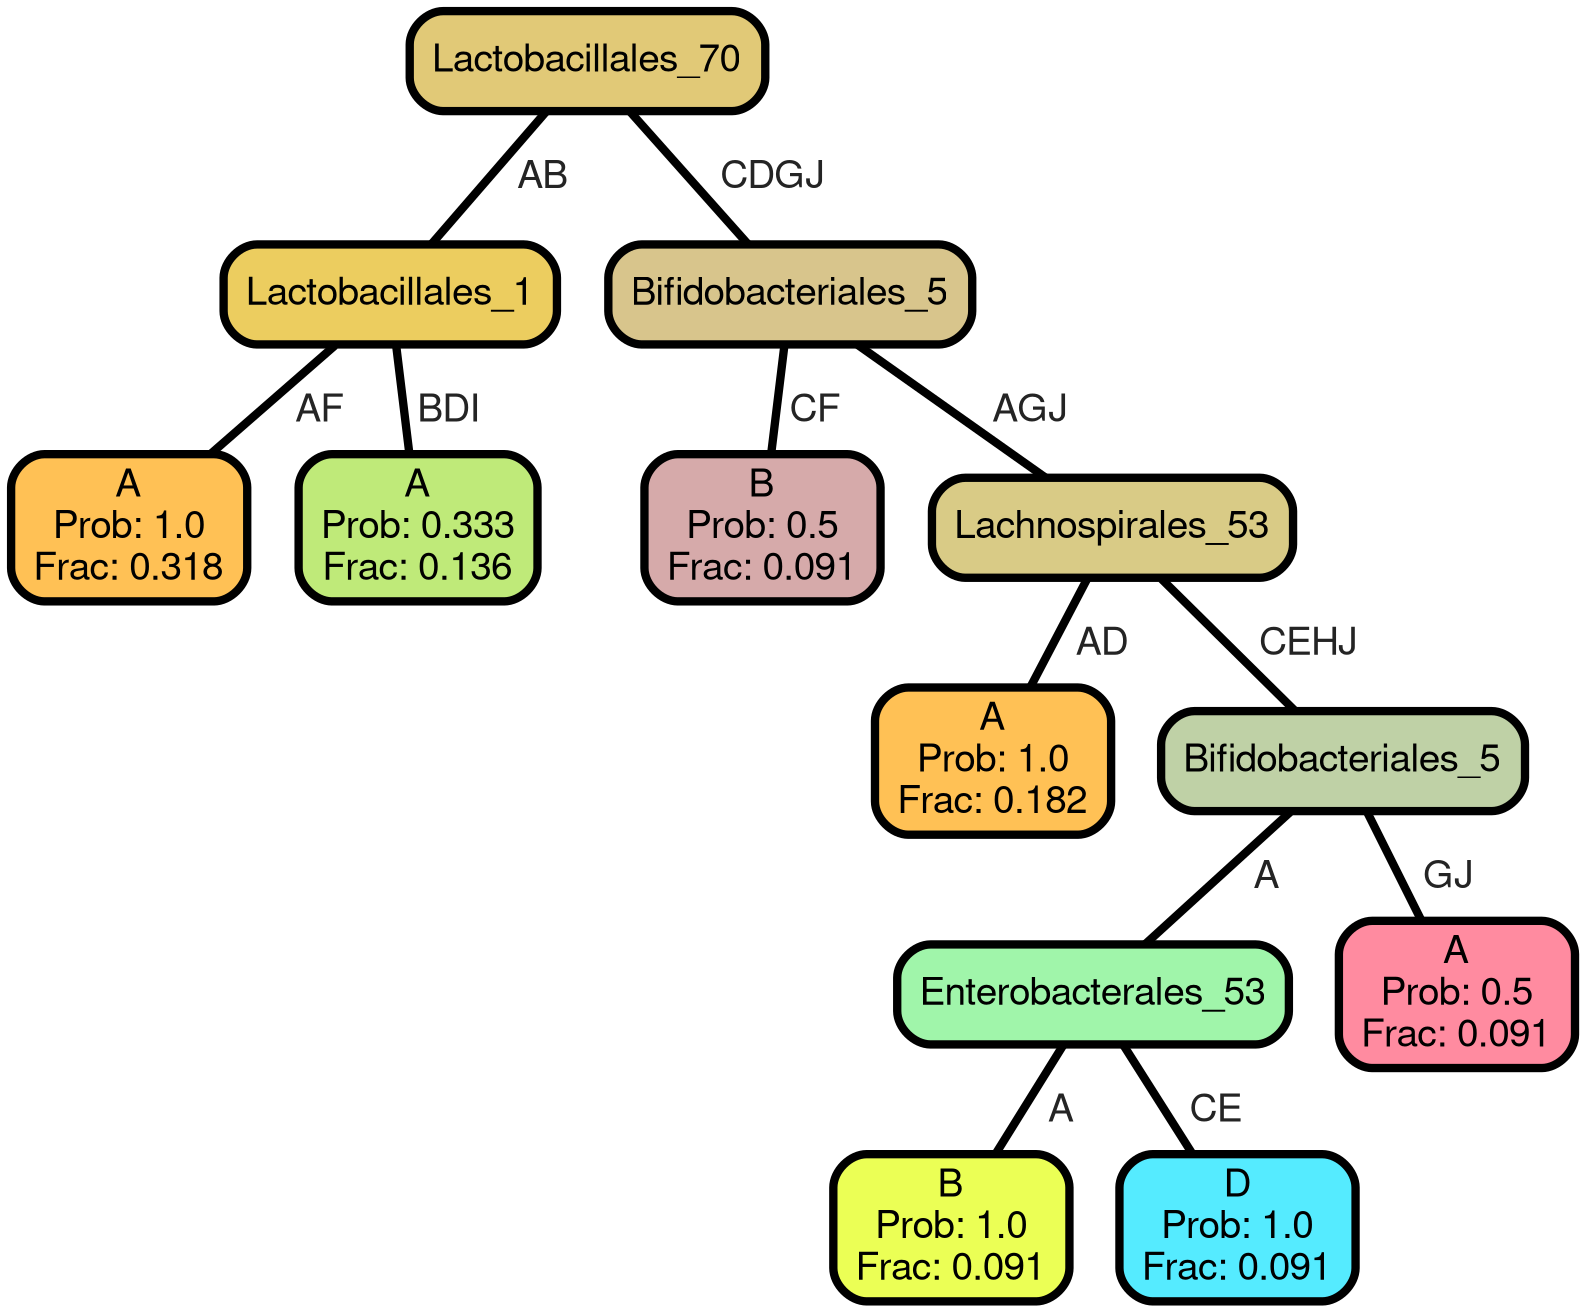 Lactobacillales_70
AB
CDGJ
Lactobacillales_1
Bifidobacteriales_5
AF
BDI
CF
AGJ
A
Prob: 1.0
Frac: 0.318
A
Prob: 0.333
Frac: 0.136
B
Prob: 0.5
Frac: 0.091
Lachnospirales_53
AD
CEHJ
A
Prob: 1.0
Frac: 0.182
Bifidobacteriales_5
A
GJ
Enterobacterales_53
A
Prob: 0.5
Frac: 0.091
A
CE
B
Prob: 1.0
Frac: 0.091
D
Prob: 1.0
Frac: 0.091